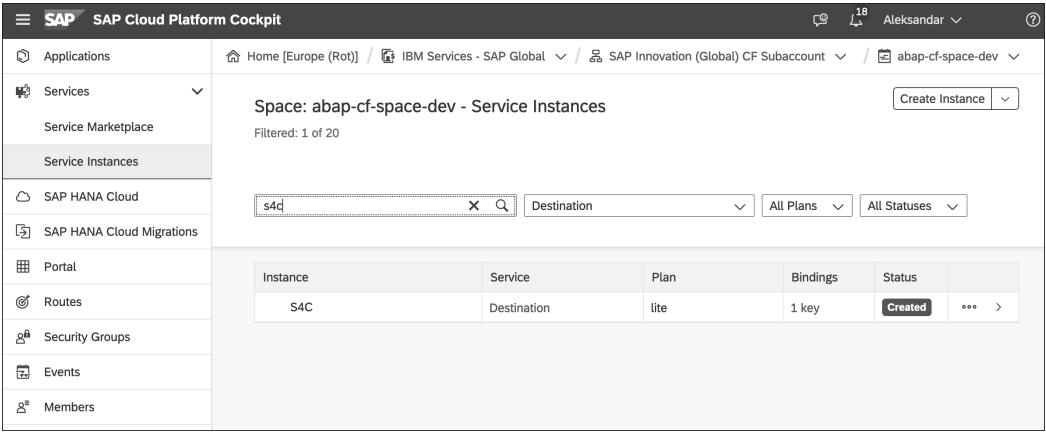 SAP SAP Cloud Platform Cockpit 18 Aleksandar
Applications
Services
Service Marketplace
Service Instances
SAP HANA Cloud
SAP HANA Cloud Migrations
Portal
Routes
Security Groups
Events
Members
Home [Europe (Rot)] / IBM Services - SAP Global / SAP Innovation (Global) CF Subaccount / abap-cf-space-dev
Space: abap-cf-space-dev - Service Instances
Create Instance
Filtered: 1 of 20
s4c Destination All Plans All Statuses
Instance Service Plan Bindings Status
S4C Destination lite 1 key Created